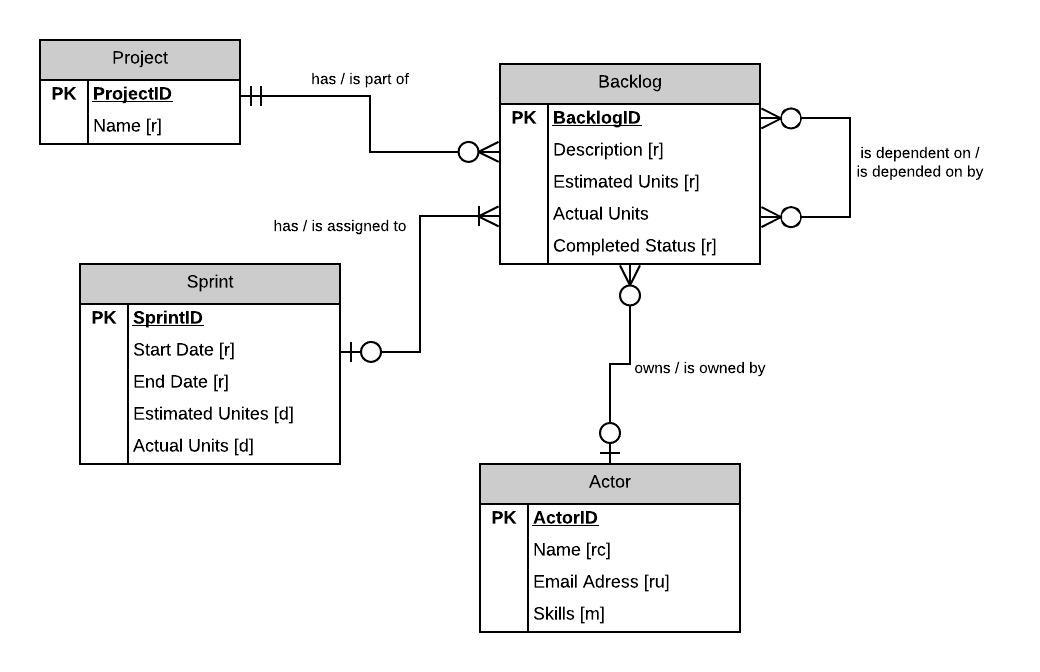 Project
PK ProjectID
Name [r]
has / is part of
Backlog
PK BacklogID
Description [r]
Estimated Units [r]
Actual Units
Completed Status [r]
is dependent on /
is depended on by
has / is assigned to
Sprint
PK SprintID
Start Date [r]
End Date [r]
Estimated Unites [d]
Actual Units [d]
owns / is owned by
Actor
PK ActorID
Name [rc]
Email Adress [ru]
Skills [m]